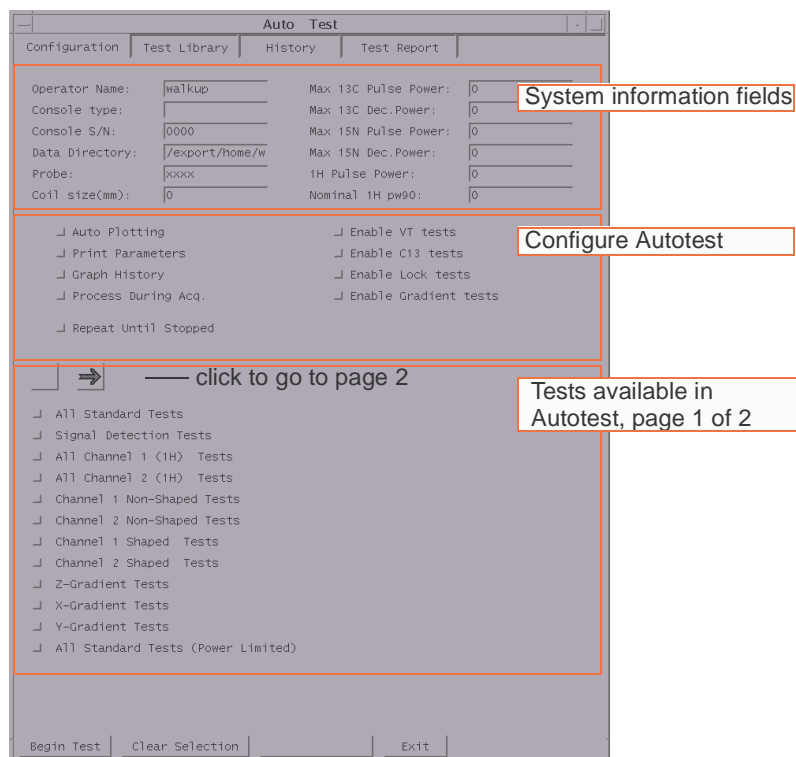 Auto Test
Configuration Test Library History Test Report
Operator Name: walkup Max 13C Pulse Power: 0
System information fields
Console type: Max 13C Dec.Power: 0
Console S/N: 0000 Max 15N Pulse Power: 0
Data Directory: /export/home/w Max 15N Dec.Power: 0
Probe: xxxx 1H Pulse Power: 0
Coil size(mm): 0 Nominal 1H pw90: 0
Auto Plotting Enable VT tests
Configure Autotest
Print Parameters Enable C13 tests
Graph History Enable Lock tests
Process During Acq. Enable Gradient tests
Repeat Until Stopped
click to go to page 2
Tests available in
Autotest, page 1 of 2
All Standard Tests
Signal Detection Tests
All Channel 1 (1H) Tests
All Channel 2 (1H) Tests
Channel 1 Non-Shaped Tests
Channel 2 Non-Shaped Tests
Channel 1 Shaped Tests
Channel 2 Shaped Tests
Z-Gradient Tests
X-Gradient Tests
Y-Gradient Tests
All Standard Tests (Power Limited)
Begin Test Clear Selection Exit